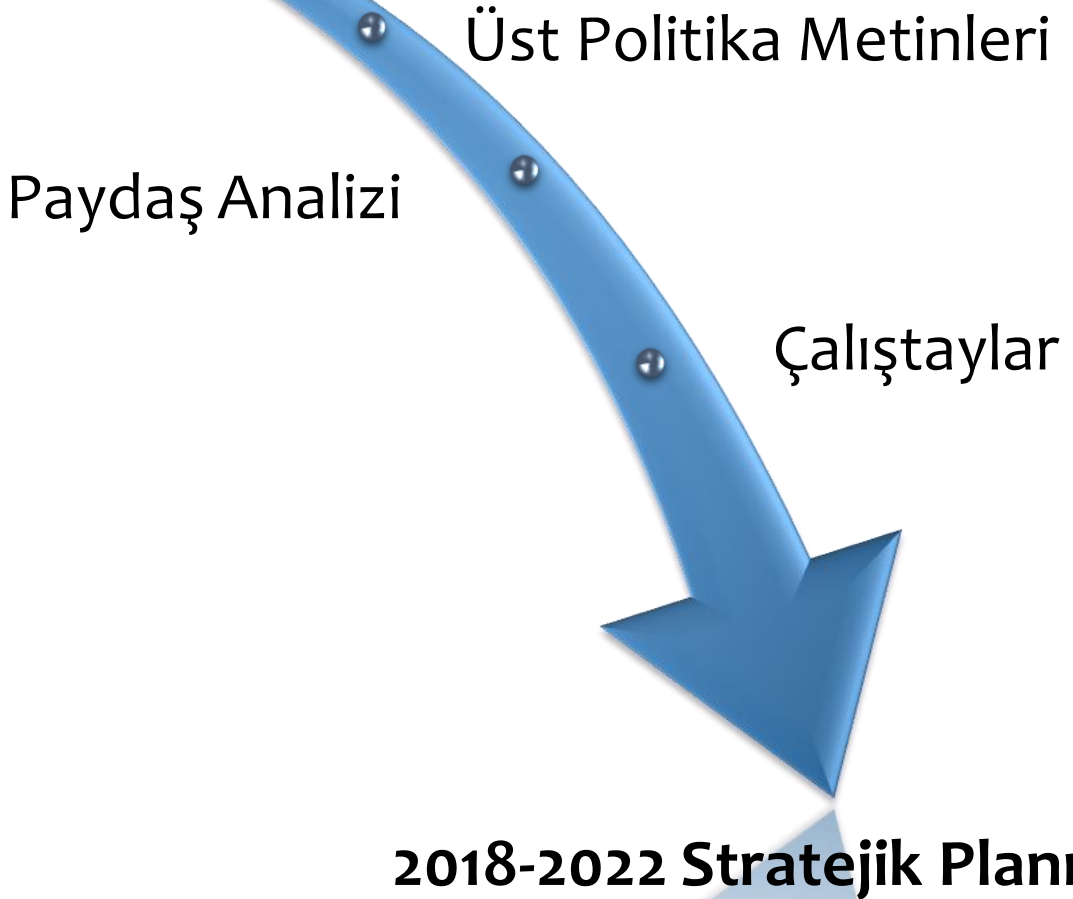 Üst Politika Metinleri
Paydaş Analizi
Çalıştaylar
2018-2022 Stratejik Planı